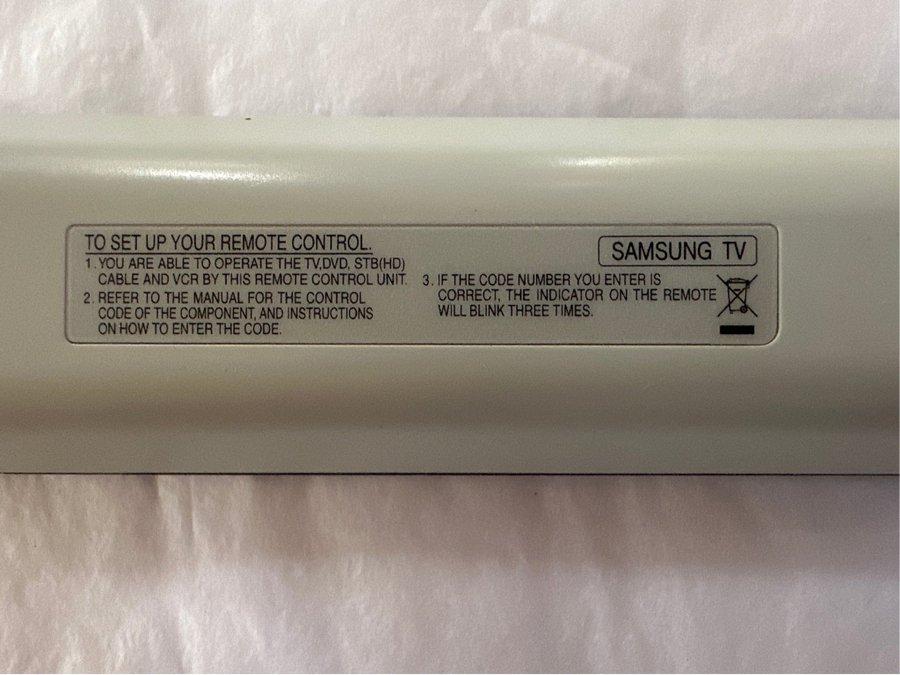 TO SET UP YOUR REMOTE CONTROL.
1. YOU ARE ABLE TO OPERATE THE TV,DVD, STB(HD)
CABLE AND VCR BY THIS REMOTE CONTROL UNIT.
2. REFER TO THE MANUAL FOR THE CONTROL
CODE OF THE COMPONENT, AND INSTRUCTIONS
ON HOW TO ENTER THE CODE.
SAMSUNG TV
3. IF THE CODE NUMBER YOU ENTER IS
CORRECT, THE INDICATOR ON THE REMOTE
WILL BLINK THREE TIMES.